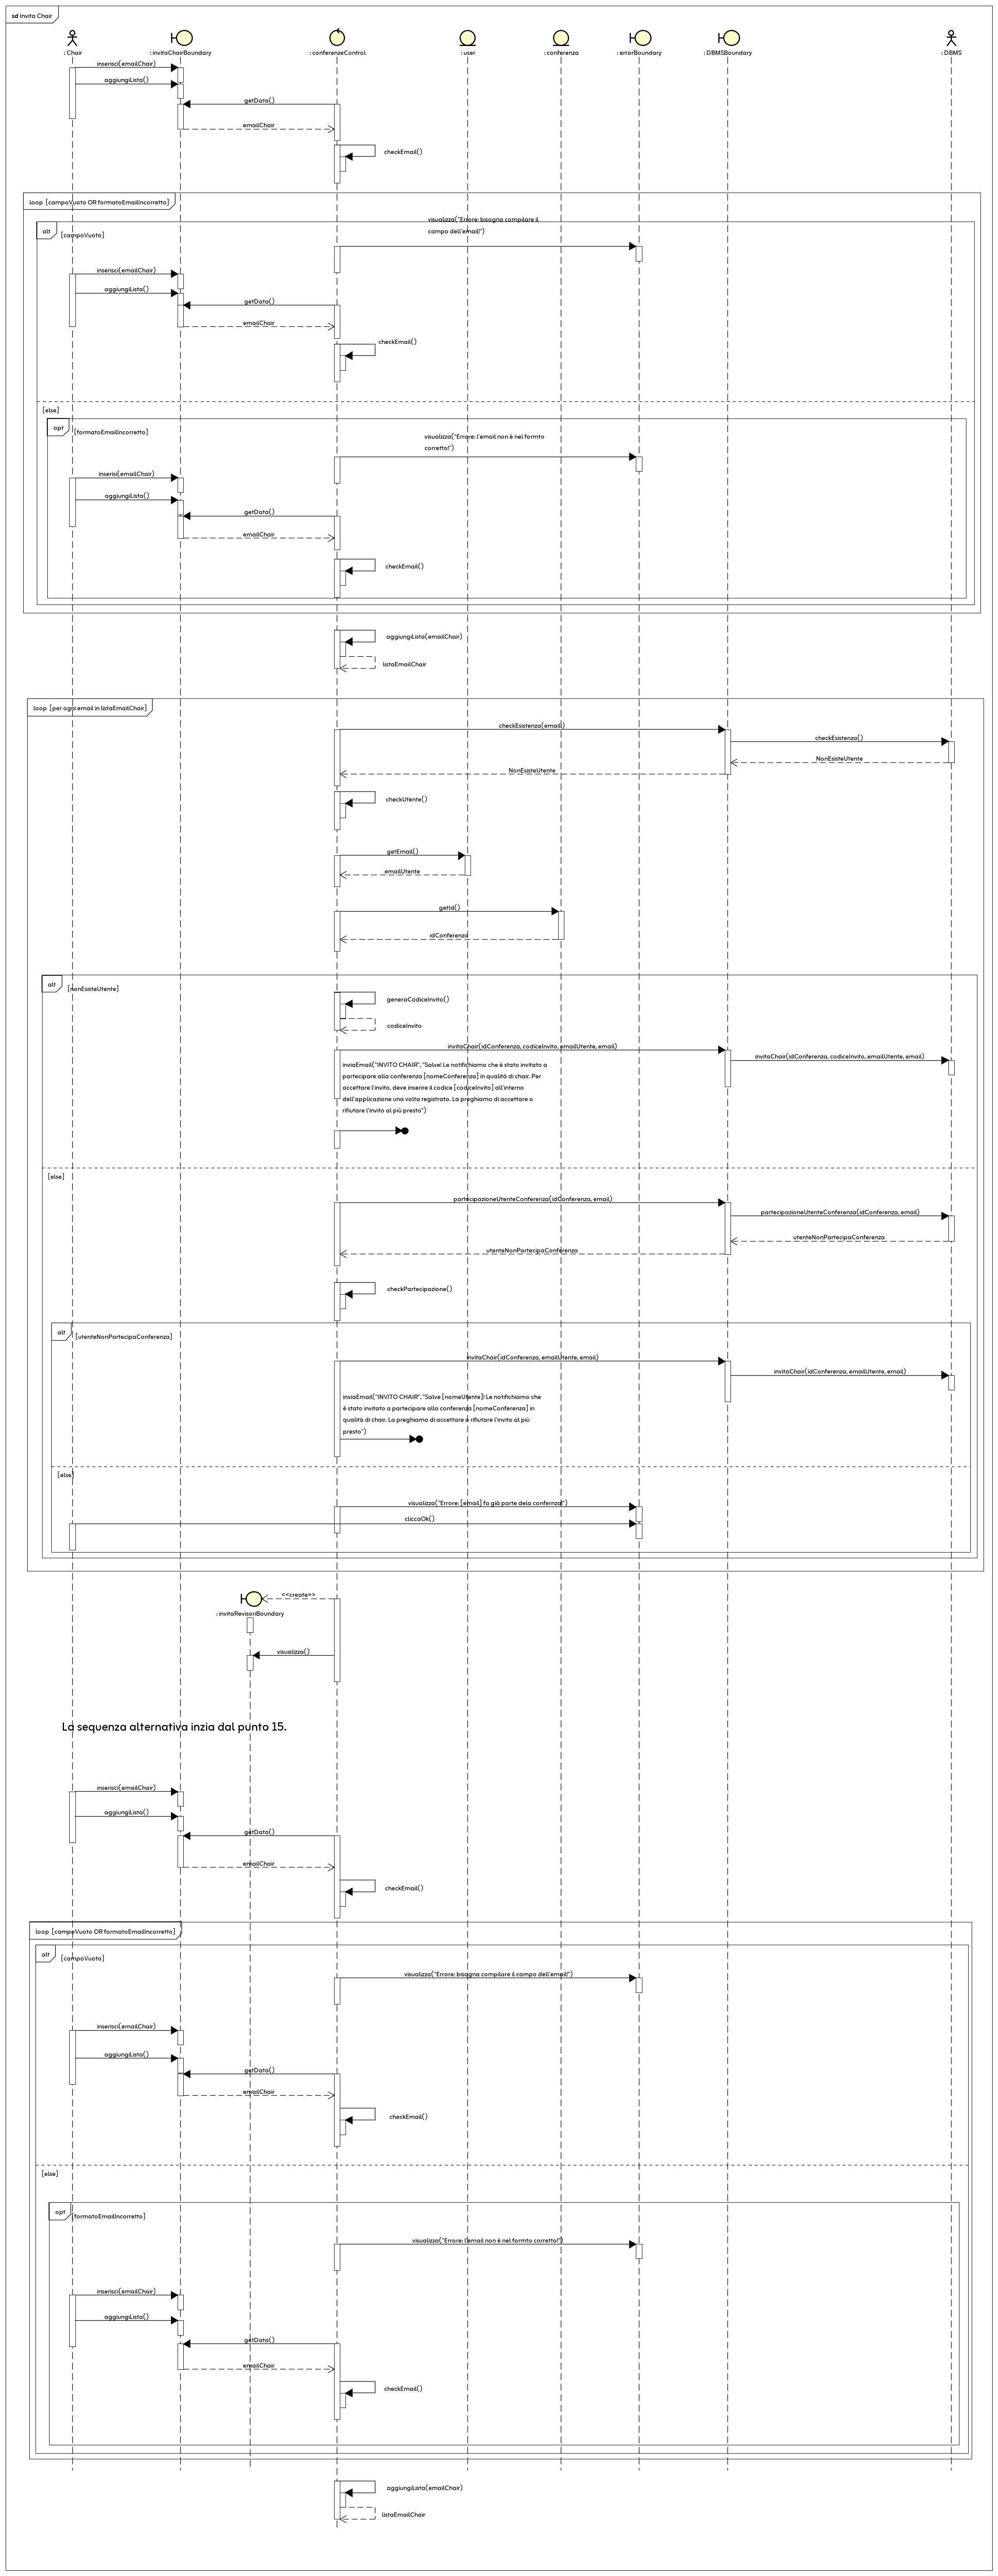 sd Invita Chair
: Chair
: invitaChairBoundary
: conferenzeControl
: user
: conferenza
: errorBoundary
: DBMSBoundary
: DBMS
inserisci(emailChair)
aggiungiLista()
getData()
emailChair
checkEmail()
loop [campoVuoto OR formatoEmailIncorretto]
visualizza("Errore: bisogna compilare il
campo dell'email!")
alt
[campoVuoto]
inserisci(emailChair)
aggiungiLista()
getData()
emailChair
checkEmail()
[else]
opt
[formatoEmailIncorretto]
visualizza("Errore: l'email non è nel formto
corretto!")
inserisi(emailChair)
aggiungiLista()
getData()
emailChair
checkEmail()
aggiungiLista(emailChair)
listaEmailChair
loop [per ogni email in listaEmailChair]
checkEsistenza(email)
checkEsistenza()
NonEsisteUtente
NonEsisteUtente
checkUtente()
getEmail()
emailUtente
getId()
idConferenza
alt
[nonEsisteUtente]
generaCodiceInvito()
codiceInvito
invitaChair(idConferenza, codiceInvito, emailUtente, email)
invitaChair(idConferenza, codiceInvito, emailUtente, email)
inviaEmail("INVITO CHAIR", "Salve! Le notifichiamo che è stato invitato a
partecipare alla conferenza [nomeConferenza] in qualità di chair. Per
accettare l'invito, deve inserire il codice [codiceInvito] all'interno
dell'applicazione una volta registrato. La preghiamo di accettare o
rifiutare l'invito al più presto")
[else]
partecipazioneUtenteConferenza(idConferenza, email)
partecipazioneUtenteConferenza(idConferenza, email)
utenteNonPartecipaConferenza
utenteNonPartecipaConferenza
checkPartecipazione()
alt
[utenteNonPartecipaConferenza]
invitaChair(idConferenza, emailUtente, email)
invitaChair(idConferenza, emailUtente, email)
inviaEmail("INVITO CHAIR", "Salve [nomeUtente]! Le notifichiamo che
è stato invitato a partecipare alla conferenza [nomeConferenza] in
qualità di chair. La preghiamo di accettare o rifiutare l'invito al più
presto")
[else]
visualizza("Errore: [email] fa già parte dela confernza!")
cliccaOk()
<<create>>
: invitaRevisoriBoundary
visualizza()
La sequenza alternativa inzia dal punto 15.
inserisci(emailChair)
aggiungiLista()
getData()
emailChair
checkEmail()
loop [campoVuoto OR formatoEmailIncorretto]
alt
[campoVuoto]
visualizza("Errore: bisogna compilare il campo dell'email!")
inserisci(emailChair)
aggiungiLista()
getData()
emailChair
checkEmail()
[else]
opt
[formatoEmailIncorretto]
visualizza("Errore: l'email non è nel formto corretto!")
inserisci(emailChair)
aggiungiLista()
getData()
emailChair
checkEmail()
aggiungiLista(emailChair)
listaEmailChair